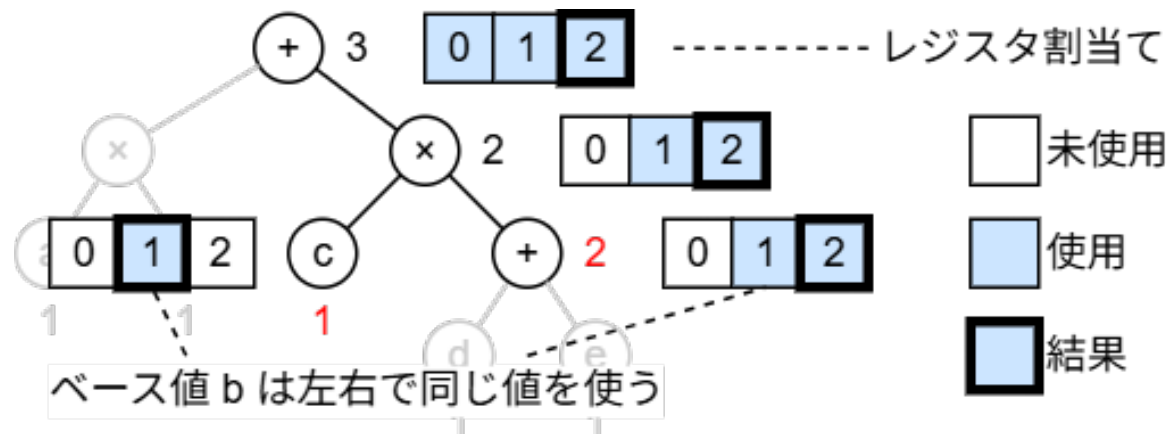 + 3 0 1 2 レジスタ割当て
× × 2 0 1 2 未使用
a 0 1 2 c + 2 0 1 2 使用
1 1 1 d e 結果
ベース値 b は左右で同じ値を使う
1 1